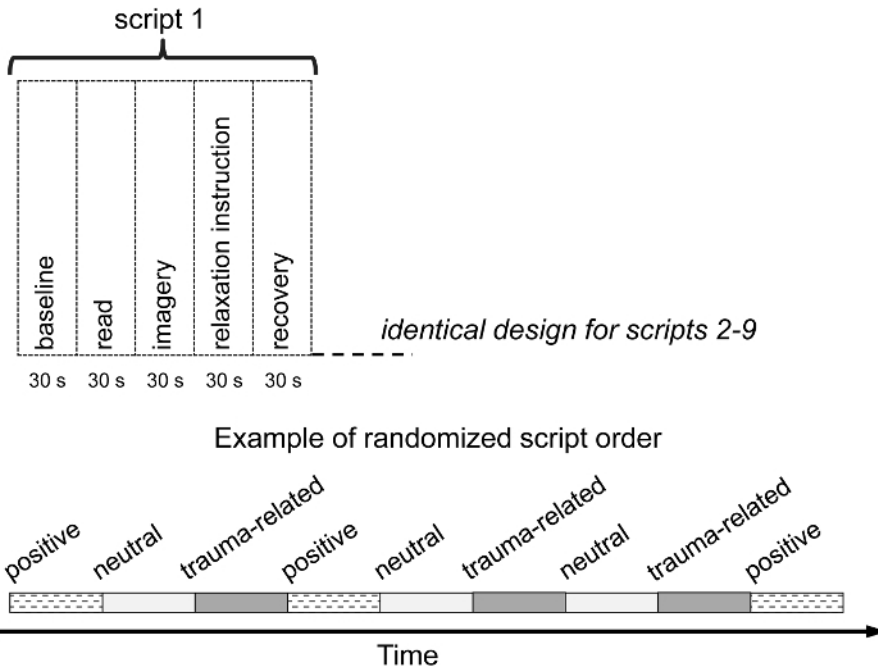 script 1
baseline
read
imagery
relaxation instruction
recovery
identical design for scripts 2-9
30 s 30 s 30 s 30 s 30 s
Example of randomized script order
positive
neutral
trauma-related
positive
neutral
trauma-related
neutral
trauma-related
positive
Time